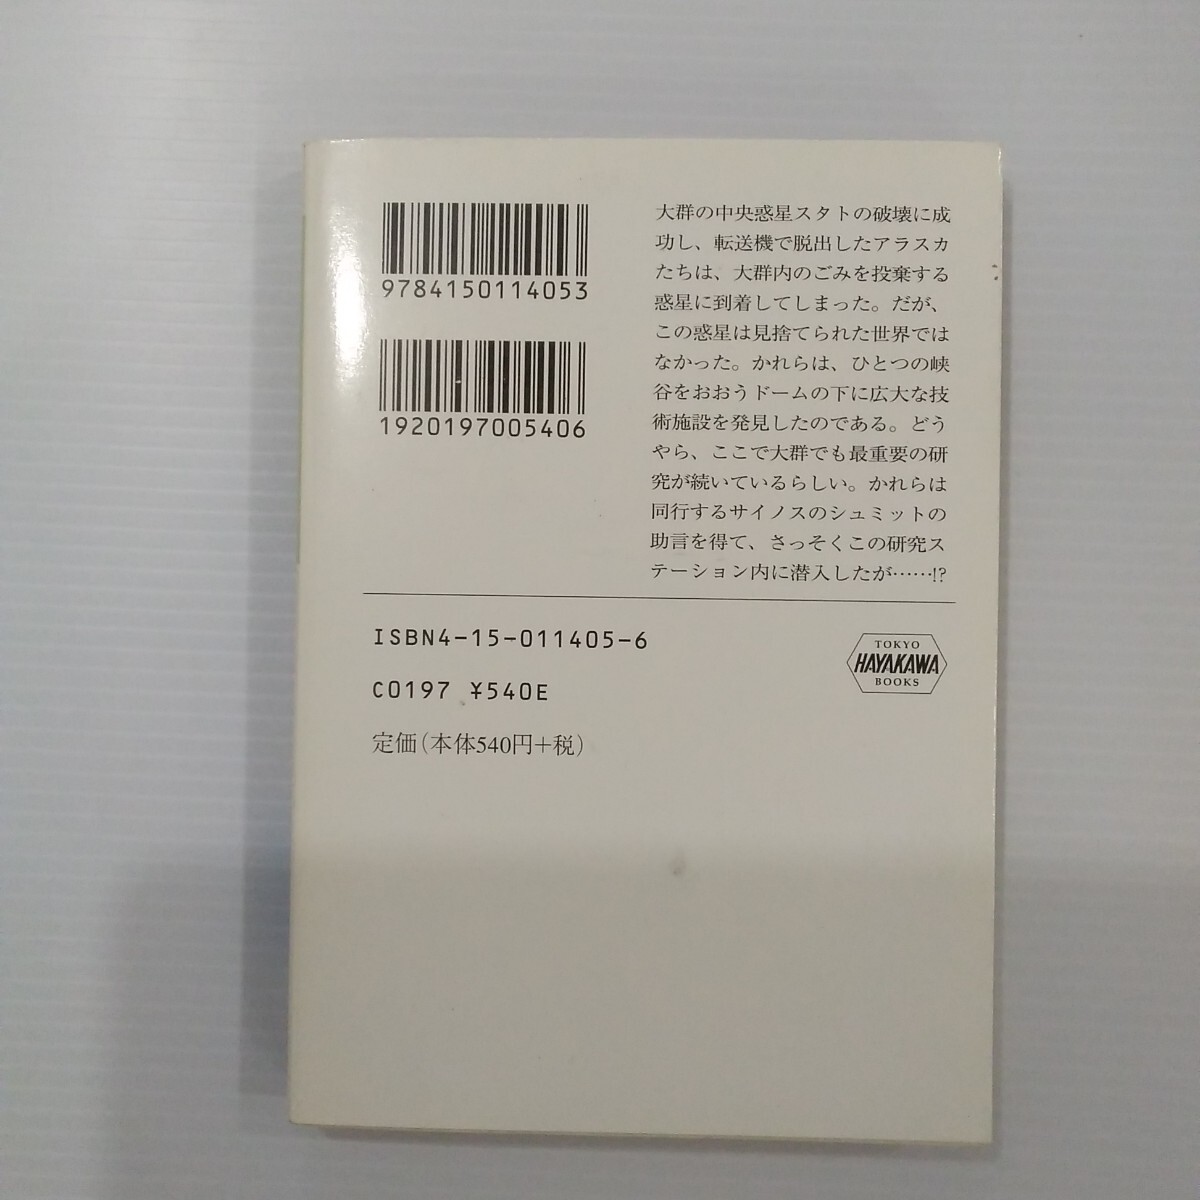 9784150114053
1920197005406
大群の中央惑星スタトの破壊に成
功し、転送機で脱出したアラスカ
たちは、大群内のごみを投棄する
惑星に到着してしまった。だが、
この惑星は見捨てられた世界では
なかった。かれらは、ひとつの峡
谷をおおうドームの下に広大な技
術施設を発見したのである。どう
やら、ここで大群でも最重要の研
究が続いているらしい。かれらは
同行するサイノスのシュミットの
助言を得て、さっそくこの研究ス
テーション内に潜入したが……!?
ISBN4-15-011405-6
C0197 ¥540E
定価(本体540円+税)
TOKYO
HAYAKAWA
BOOKS